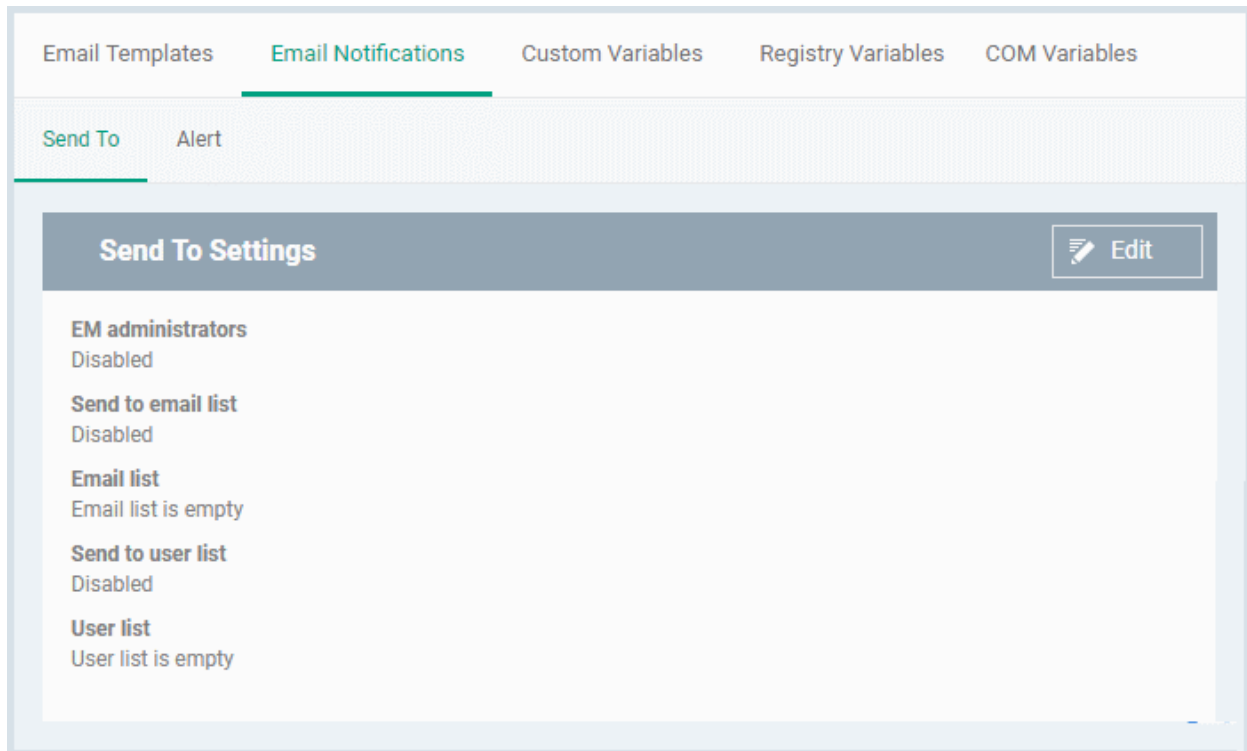 Email Templates Email Notifications Custom Variables Registry Variables COM Variables
Send To Alert
Send To Settings Edit
EM administrators
Disabled
Send to email list
Disabled
Email list
Email list is empty
Send to user list
Disabled
User list
User list is empty